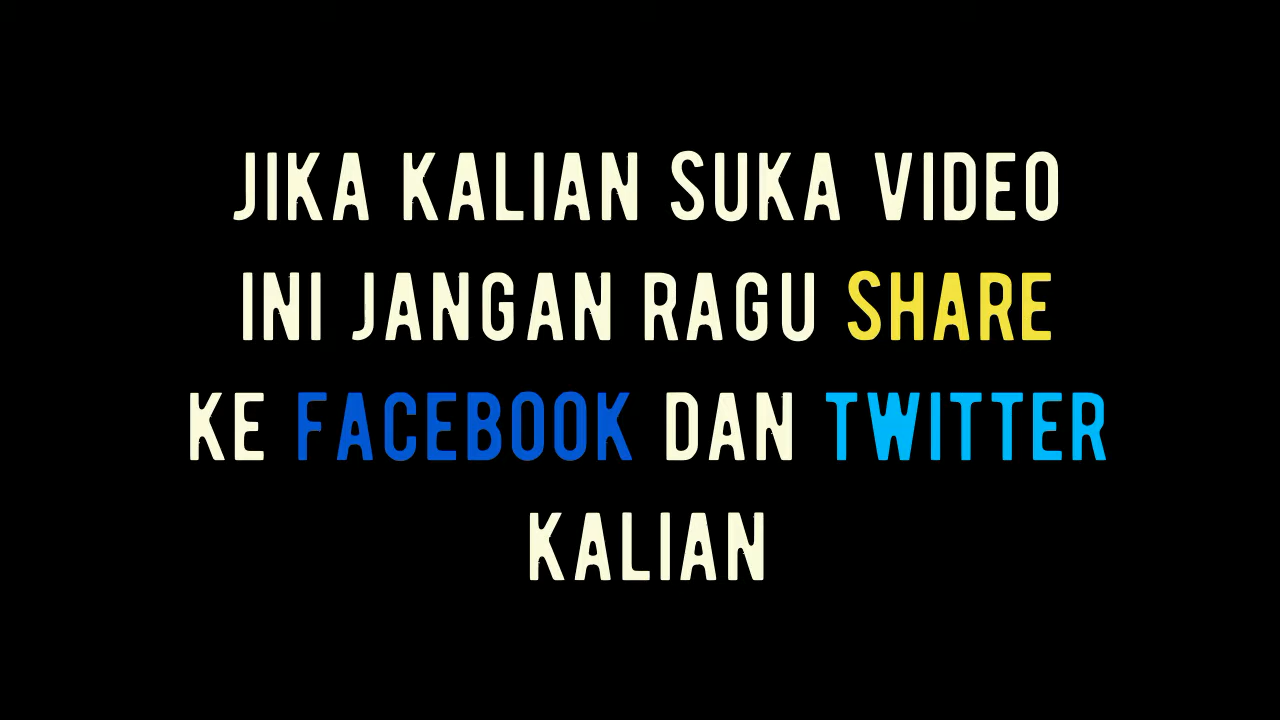 JIKA KALIAN SUKA VIDEO
INI JANGAN RAGU SHARE
KE FACEBOOK DAN TWITTER
KALIAN